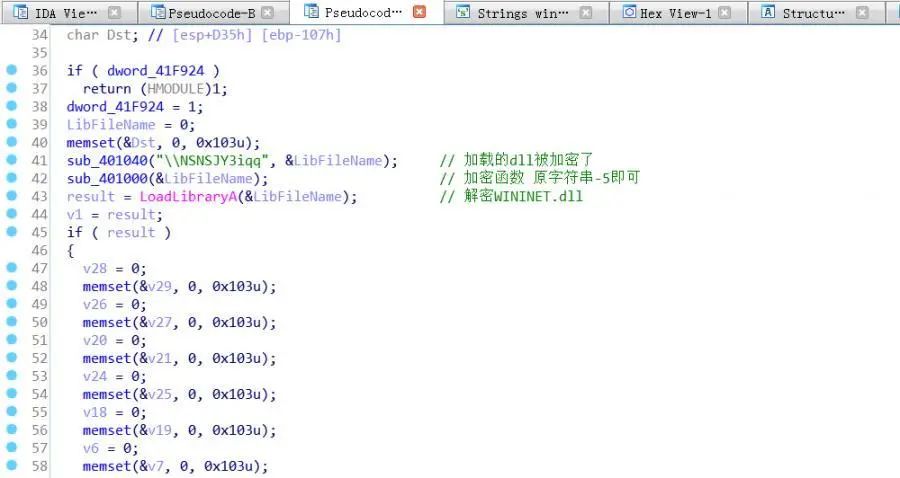 IDA Vie⋯ Pseudocode-B Pseudocod⋯ Strings win⋯ Hex View-1 Structu⋯
34 char Dst; // [esp+D35h] [ebp-107h]
35
36 if ( dword_41F924 )
37 return (HMODULE)1;
38 dword_41F924 = 1;
39 LibFileName = 0;
40 memset(&Dst, 0, 0x103u);
41 sub_401040("\\NSNSJY3iqq", &LibFileName); // 加载的dll被加密了
42 sub_401000(&LibFileName); // 加密函数 原字符串-5即可
43 result = LoadLibraryA(&LibFileName); // 解密WININET.dll
44 v1 = result;
45 if ( result )
46 {
47 v28 = 0;
48 memset(&v29, 0, 0x103u);
49 v26 = 0;
50 memset(&v27, 0, 0x103u);
51 v20 = 0;
52 memset(&v21, 0, 0x103u);
53 v24 = 0;
54 memset(&v25, 0, 0x103u);
55 v18 = 0;
56 memset(&v19, 0, 0x103u);
57 v6 = 0;
58 memset(&v7, 0, 0x103u);